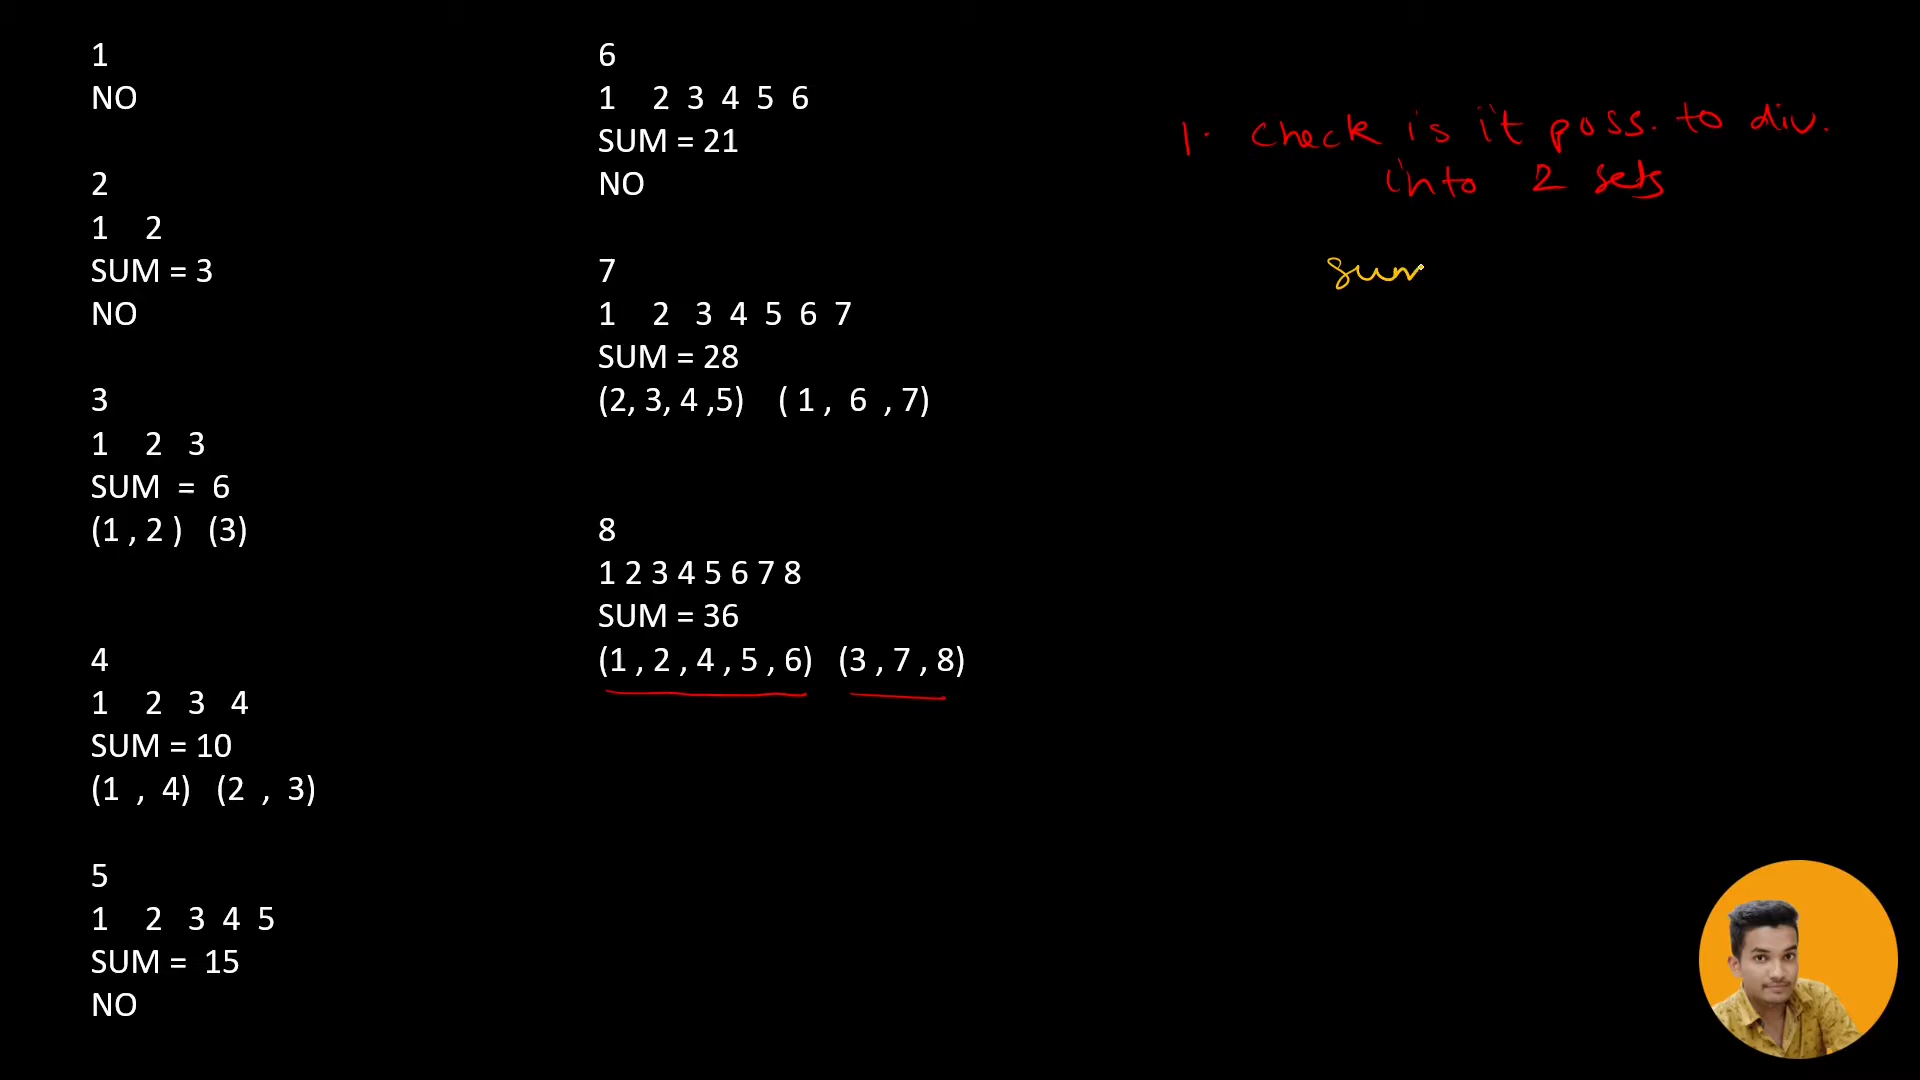 1
NO
2
1 2
SUM = 3
NO
3
1 2 3
SUM = 6
(1 , 2 ) (3)
4
1 2 3 4
SUM = 10
(1 , 4) (2 , 3)
5
1 2 3 4 5
SUM = 15
NO
6
1 2 3 4 5 6
SUM = 21
NO
7
1 2 3 4 5 6 7
SUM = 28
(2, 3, 4 ,5) ( 1 , 6 , 7)
8
1 2 3 4 5 6 7 8
SUM = 36
(1 , 2 , 4 , 5 , 6) (3 , 7 , 8)
1. check is it poss. to div.
into 2 sets
sum